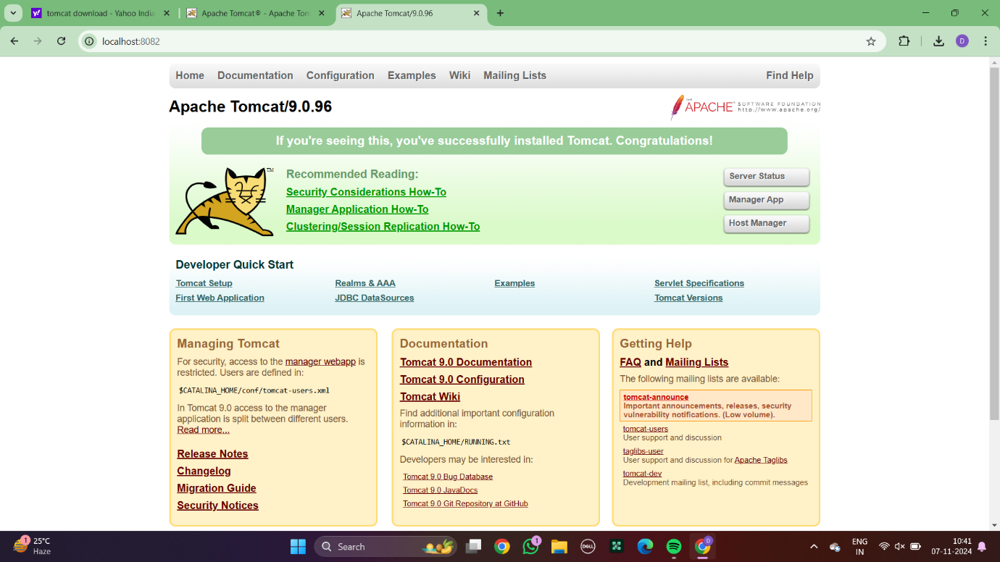 tomcat download - Yahoo India
Apache Tomcat® - Apache Tom
Apache Tomcat/9.0.96
localhost:8082
D
Home Documentation Configuration Examples Wiki Mailing Lists Find Help
Apache Tomcat/9.0.96
THE
APACHE® SOFTWARE FOUNDATION
http://www.apache.org/
If you're seeing this, you've successfully installed Tomcat. Congratulations!
TM
Recommended Reading:
Security Considerations How-To
Manager Application How-To
Clustering/Session Replication How-To
Server Status
Manager App
Host Manager
Developer Quick Start
Tomcat Setup
First Web Application
Realms & AAA
JDBC DataSources
Examples
Servlet Specifications
Tomcat Versions
Managing Tomcat
For security, access to the manager webapp is
restricted. Users are defined in:
$CATALINA_HOME/conf/tomcat-users.xml
In Tomcat 9.0 access to the manager
application is split between different users.
Read more...
Release Notes
Changelog
Migration Guide
Security Notices
Documentation
Tomcat 9.0 Documentation
Tomcat 9.0 Configuration
Tomcat Wiki
Find additional important configuration
information in:
$CATALINA_HOME/RUNNING.txt
Developers may be interested in:
Tomcat 9.0 Bug Database
Tomcat 9.0 JavaDocs
Tomcat 9.0 Git Repository at GitHub
Getting Help
FAQ and Mailing Lists
The following mailing lists are available:
tomcat-announce
Important announcements, releases, security
vulnerability notifications. (Low volume).
tomcat-users
User support and discussion
taglibs-user
User support and discussion for Apache Taglibs
tomcat-dev
Development mailing list, including commit messages
1
25°C
Haze
Search
1
DELL
D
ENG
IN
10:41
07-11-2024